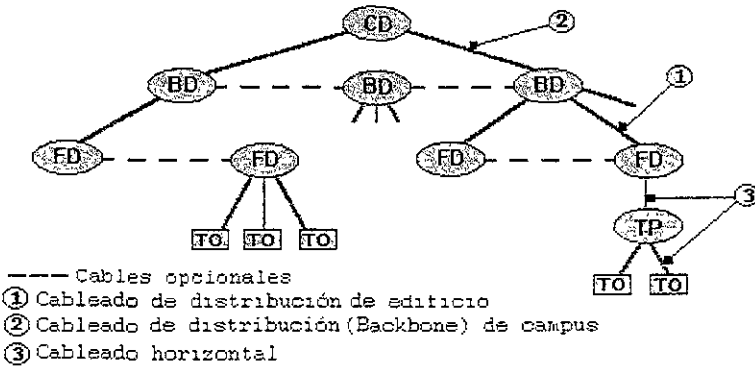 CD
2
BD BD BD
1
FD FD FD FD
3
TP
TO TO TO
TO TO
Cables opcionales
1 Cableado de distribución de edificio
2 Cableado de distribución (Backbone) de campus
3 Cableado horizontal